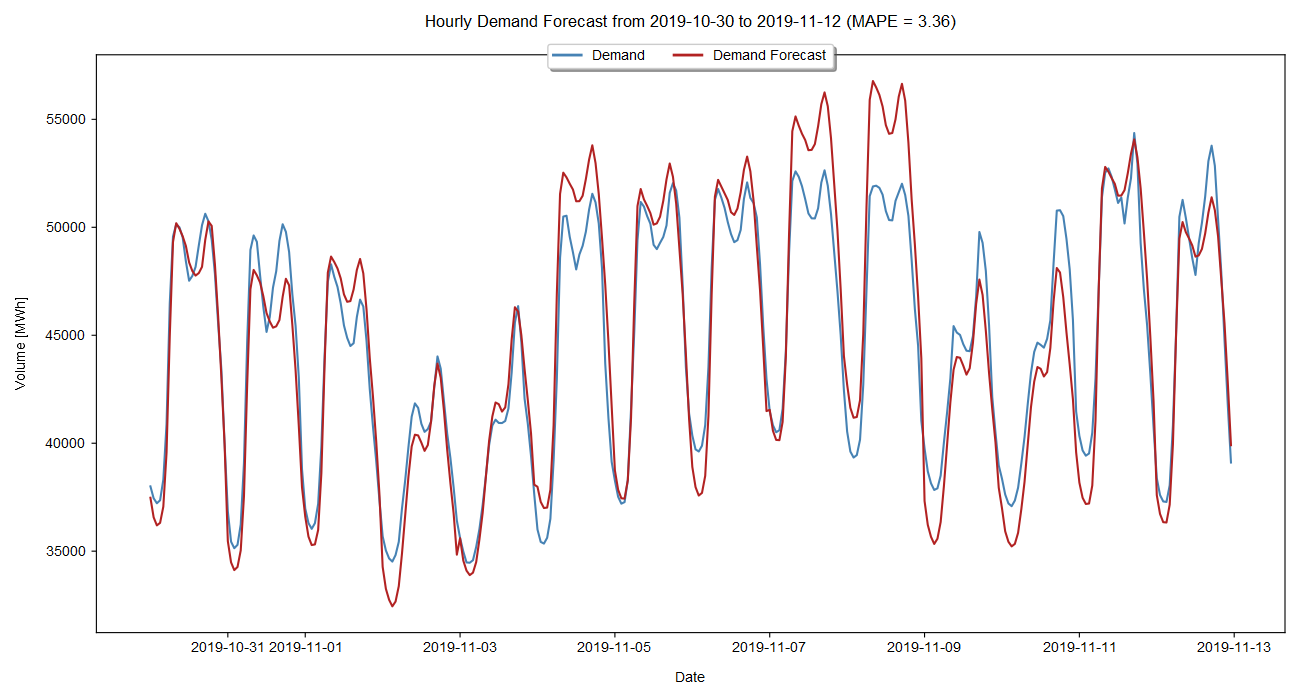 Hourly Demand Forecast from 2019-10-30 to 2019-11-12 (MAPE = 3.36)
Demand
Demand Forecast
55000
50000
45000
40000
35000
Volume [MWh]
2019-10-31
2019-11-01
2019-11-03
2019-11-05
2019-11-07
2019-11-09
2019-11-11
2019-11-13
Date